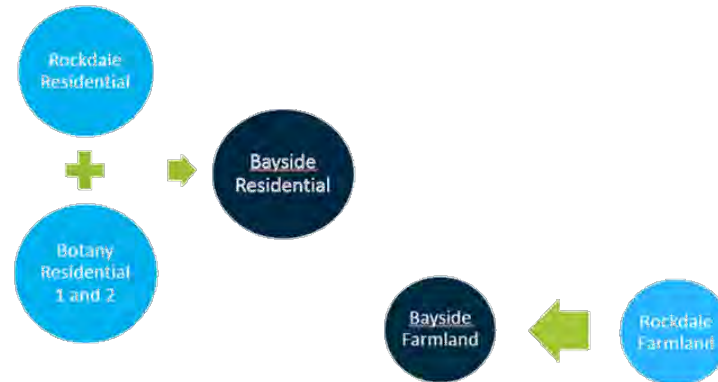 Rockdale
Residential
Bayside
Residential
Botany
Residential
1 and 2
Bayside
Farmland
Rockdale
Farmland